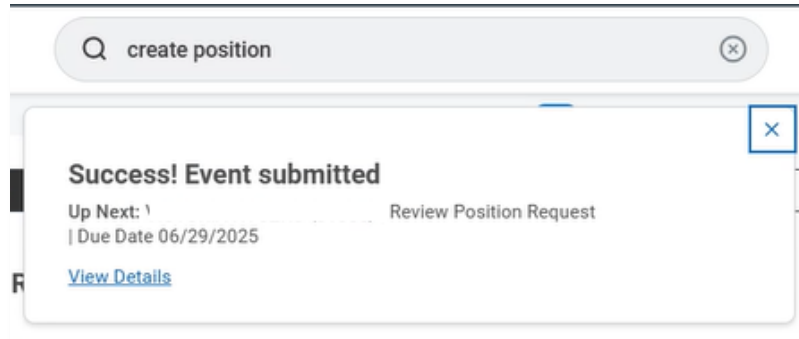 create position
Success! Event submitted
Up Next: Review Position Request
| Due Date 06/29/2025
View Details
R